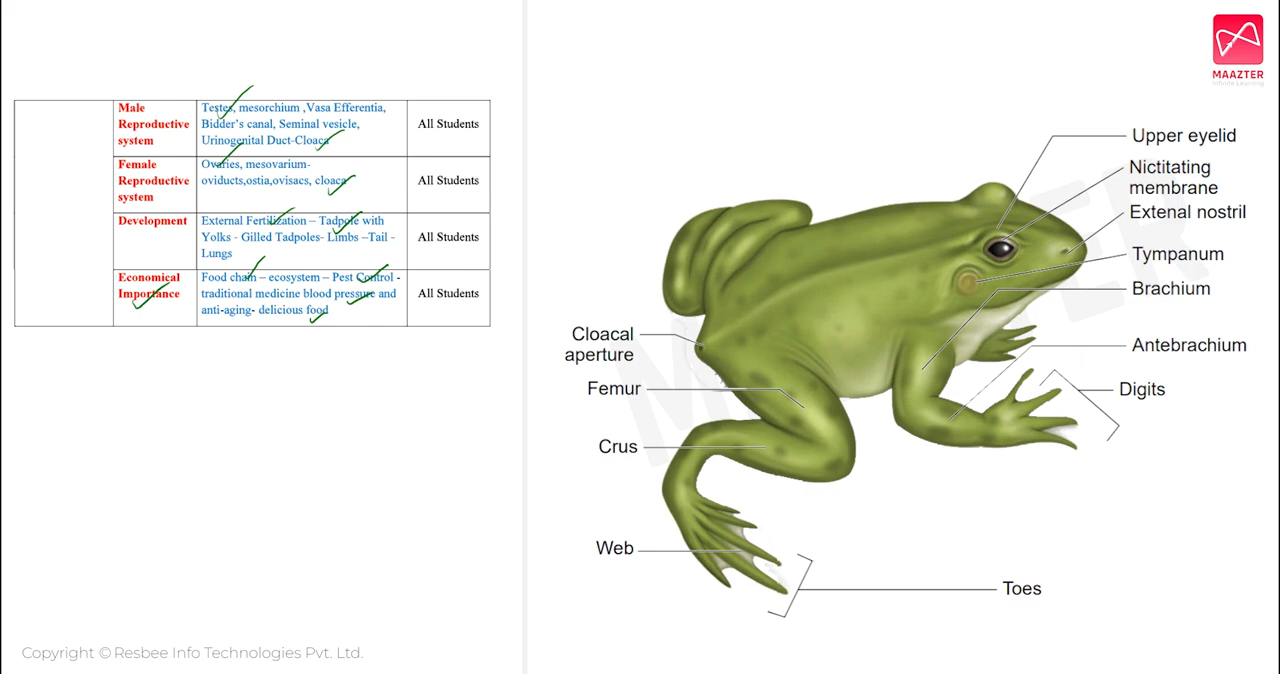 Male
Reproductive
system
Testes, mesorchium ,Vasa Efferentia,
Bidder's canal, Seminal vesicle,
Urinogenital Duct-Cloaca
All Students
Female
Reproductive
system
Ovaries, mesovarium-
oviducts,ostia,ovisacs, cloaca
All Students
Development
External Fertilization – Tadpole with
Yolks - Gilled Tadpoles- Limbs –Tail -
Lungs
All Students
Economical
Importance
Food chain – ecosystem – Pest Control -
traditional medicine blood pressure and
anti-aging- delicious food
All Students
Copyright © Resbee Info Technologies Pvt. Ltd.
MAAZTER
Infinite Learning
Upper eyelid
Nictitating
membrane
Extenal nostril
Tympanum
Brachium
Antebrachium
Digits
Cloacal
aperture
Femur
Crus
Web
Toes
MAAZTER